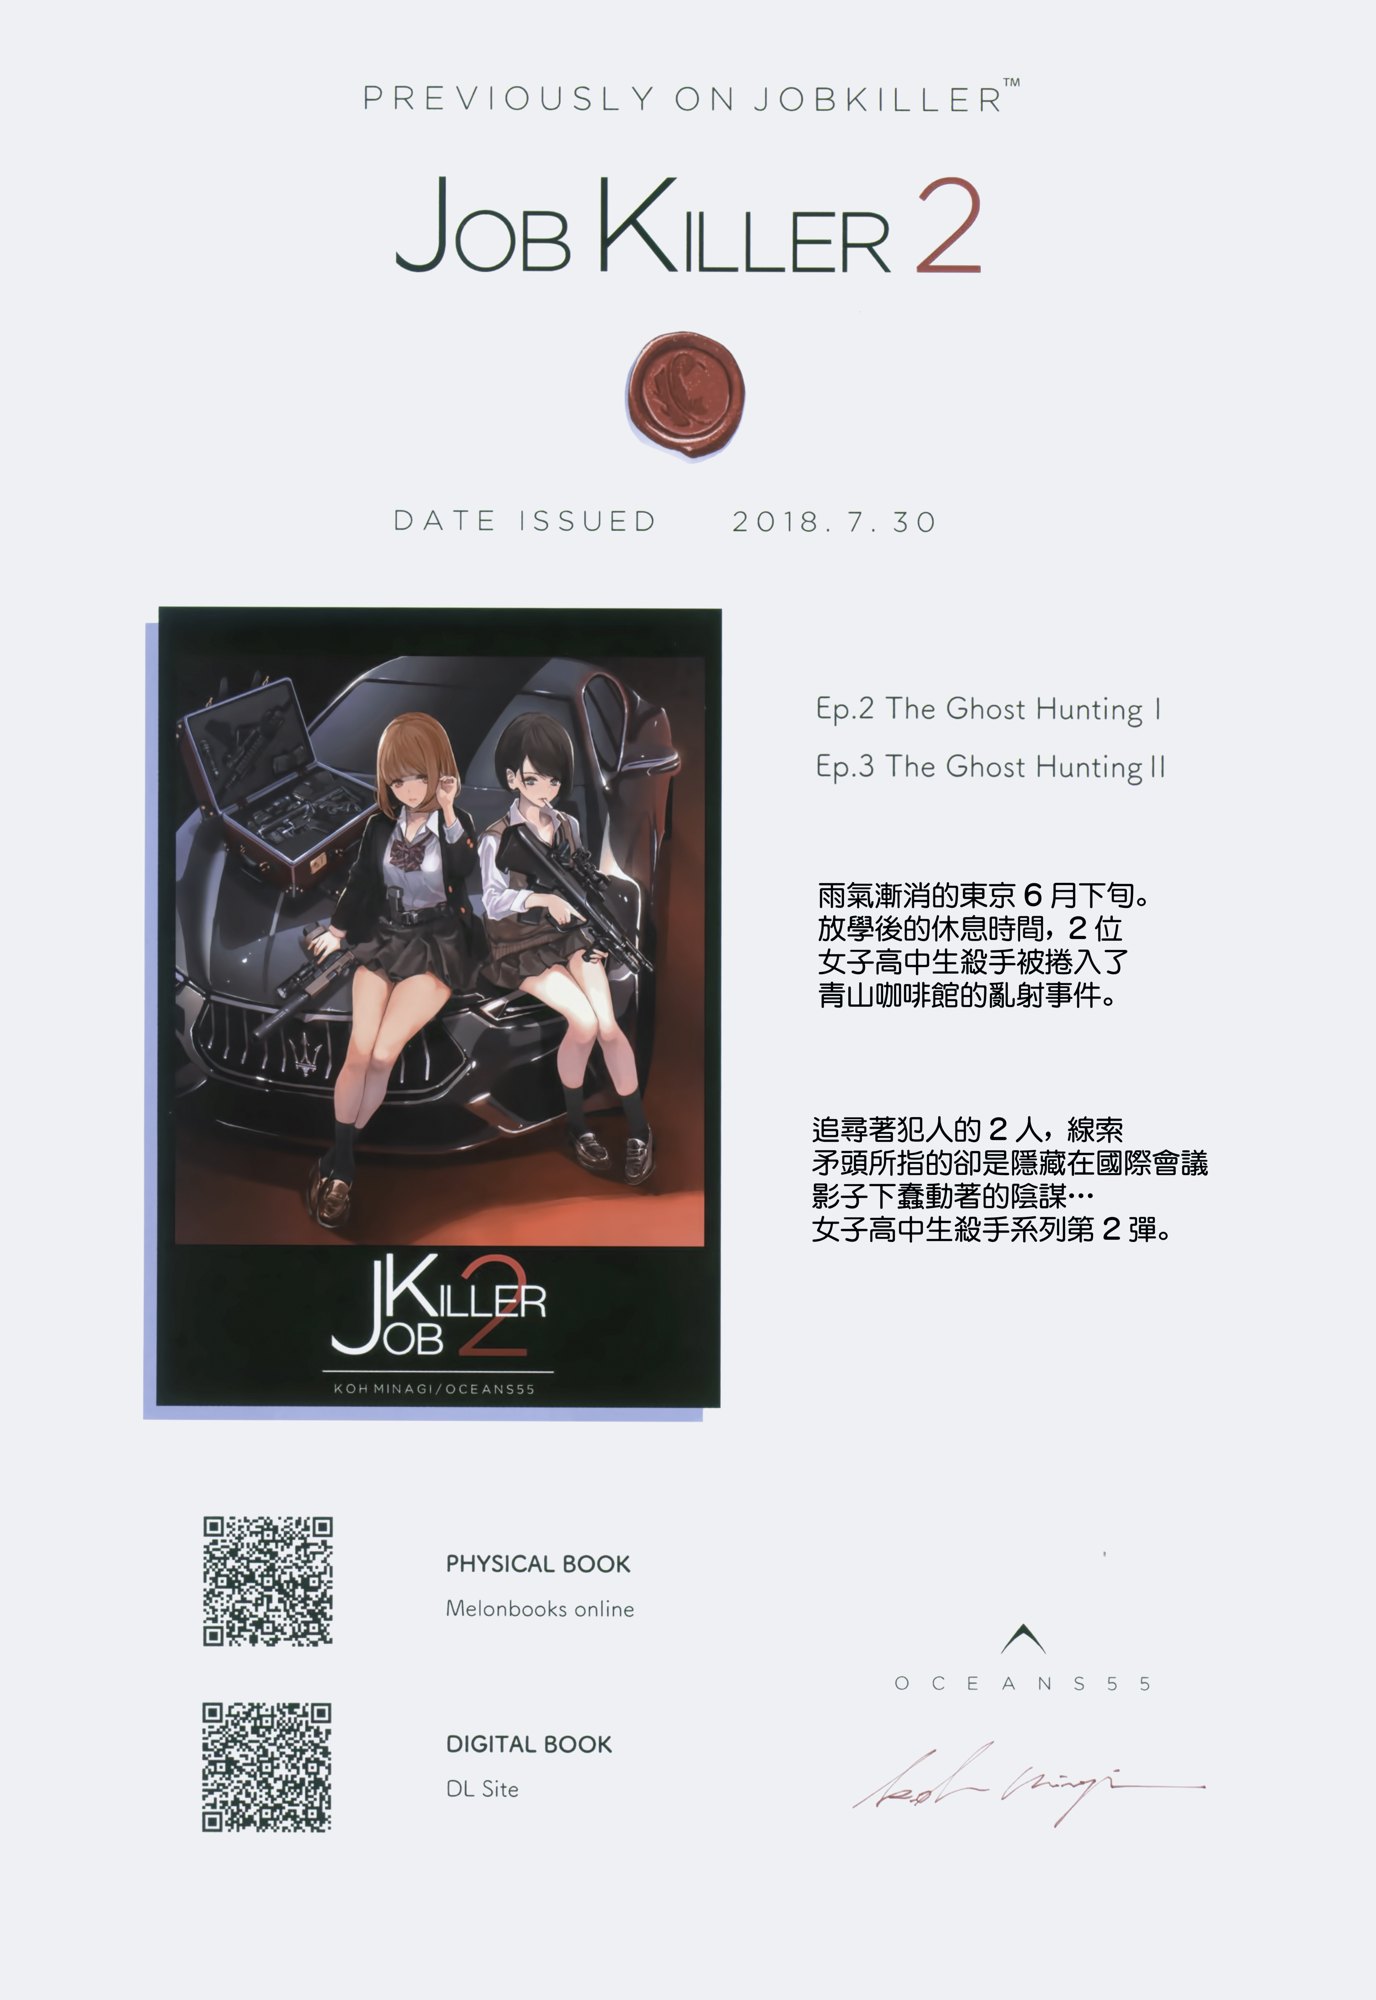 PREVIOUSLY ON JOBKILLER™
JOB KILLER 2
DATE ISSUED 2018. 7. 30
Ep.2 The Ghost Hunting I
Ep.3 The Ghost Hunting II
雨氣漸消的東京 6 月下旬。
放學後的休息時間，2 位
女子高中生殺手被捲入了
青山咖啡館的亂射事件。
追尋著犯人的 2 人，線索
矛頭所指的卻是隱藏在國際會議
影子下蠢動著的陰謀…
女子高中生殺手系列第 2 彈。
JKILLER
JOB 2
KOH MINAGI/OCEANS55
PHYSICAL BOOK
Melonbooks online
DIGITAL BOOK
DL Site
OCEANS55
Koh Minagi